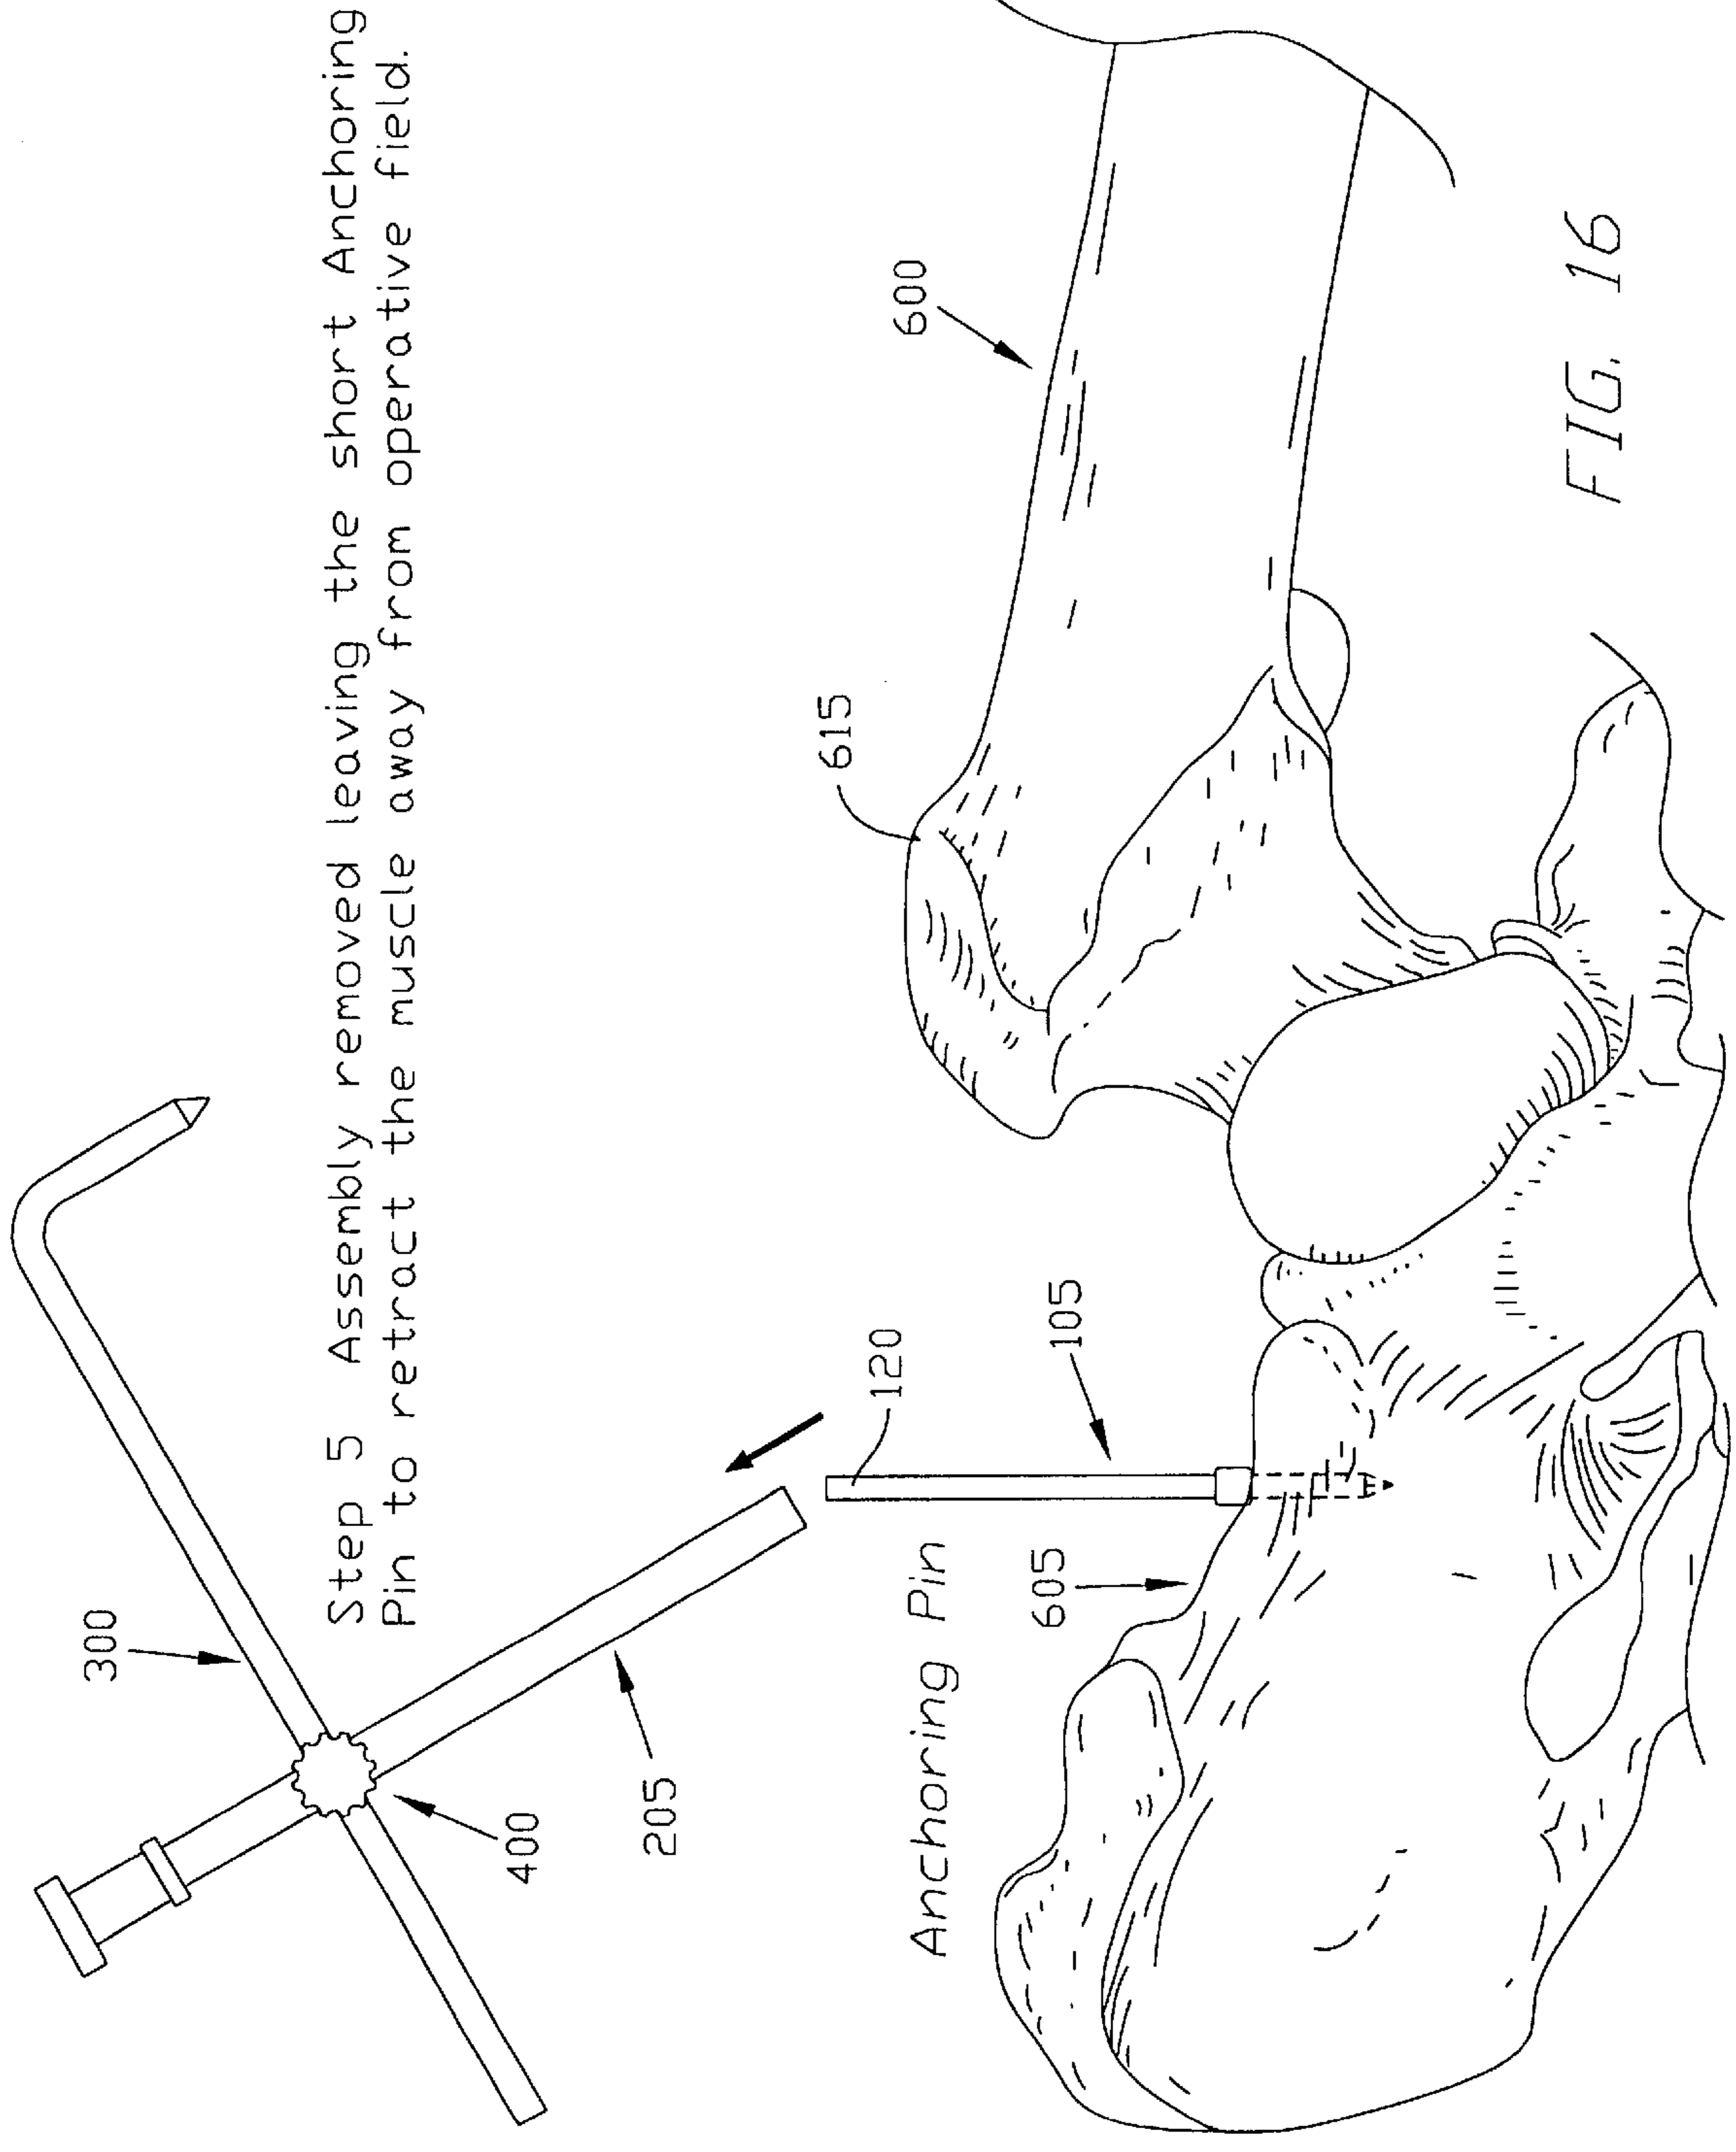 Step 5 Assembly removed leaving the short Anchoring
Pin to retract the muscle away from operative field.
300
400
205
600
615
120
105
Anchoring Pin
605
FIG. 16